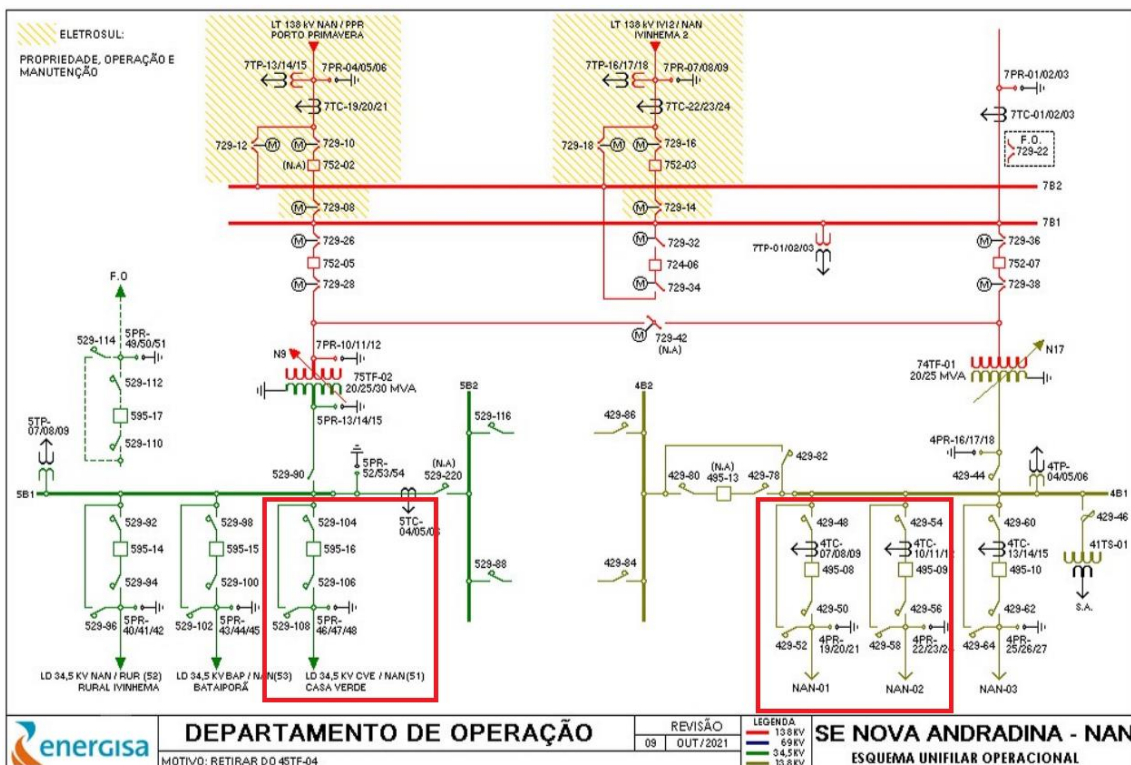 ELETROSUL:
PROPRIEDADE, OPERAÇÃO E
MANUTENÇÃO
LT 138 kV NAN / PPR
PORTO PRIMAVERA
LT 138 kV IVI2 / NAN
IVINHEMA 2
7TP-13/14/15
7PR-04/05/06
7TP-16/17/18
7PR-07/08/09
7PR-01/02/03
7TC-19/20/21
7TC-22/23/24
7TC-01/02/03
729-12
M
M
729-10
729-18
M
M
729-16
F.O.
729-22
(N.A)
752-02
752-03
7B2
M
729-08
M
729-14
7B1
M
729-26
M
729-32
7TP-01/02/03
M
729-36
752-05
724-06
752-07
M
729-28
M
729-34
M
729-38
F.O
529-114
5PR-
49/50/51
529-112
595-17
529-110
M
729-42
(N.A)
N9
7PR-10/11/12
75TF-02
20/25/30 MVA
5PR-13/14/15
N17
74TF-01
20/25 MVA
5B2
4B2
529-116
429-86
5TP-
07/08/09
529-90
5PR-
52/53/54
(N.A)
529-220
429-80
(N.A)
495-13
429-78
429-82
4PR-16/17/18
429-44
4TP-
04/05/06
5B1
4B1
5TC-
04/05/06
529-92
529-98
529-104
429-48
429-54
429-60
429-46
595-14
595-15
595-16
4TC-
07/08/09
4TC-
10/11/12
4TC-
13/14/15
41TS-01
529-94
529-100
529-106
529-88
429-84
495-08
495-09
495-10
S.A.
429-50
429-56
429-62
529-96
5PR-
40/41/42
529-102
5PR-
43/44/45
529-108
5PR-
46/47/48
429-52
4PR-
19/20/21
429-58
4PR-
22/23/24
429-64
4PR-
25/26/27
LD 34,5 KV NAN / RUR (52)
RURAL IVINHEMA
LD 34,5 KV BAP / NAN(53)
BATAIPORÃ
LD 34,5 KV CVE / NAN(51)
CASA VERDE
NAN-01
NAN-02
NAN-03
energisa
DEPARTAMENTO DE OPERAÇÃO
MOTIVO: RETIRAR DO 45TF-04
REVISÃO
09
OUT/2021
LEGENDA
138KV
69KV
34,5KV
13,8KV
SE NOVA ANDRADINA - NAN
ESQUEMA UNIFILAR OPERACIONAL